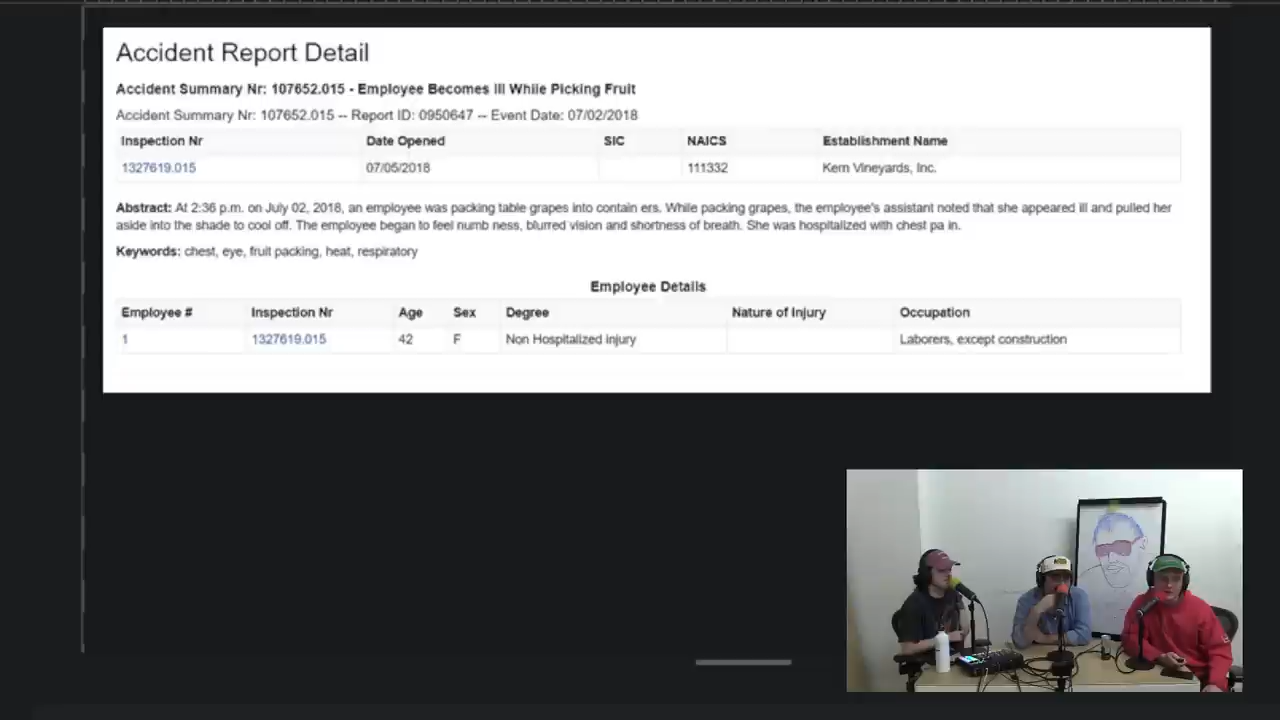 Accident Report Detail
Accident Summary Nr: 107652.015 - Employee Becomes Ill While Picking Fruit
Accident Summary Nr: 107652.015 -- Report ID: 0950647 -- Event Date: 07/02/2018
Inspection Nr Date Opened SIC NAICS Establishment Name
1327619.015 07/05/2018 111332 Kern Vineyards, Inc.
Abstract: At 2:36 p.m. on July 02, 2018, an employee was packing table grapes into contain ers. While packing grapes, the employee's assistant noted that she appeared ill and pulled her
aside into the shade to cool off. The employee began to feel numb ness, blurred vision and shortness of breath. She was hospitalized with chest pa in.
Keywords: chest, eye, fruit packing, heat, respiratory
Employee Details
Employee # Inspection Nr Age Sex Degree Nature of Injury Occupation
1 1327619.015 42 F Non Hospitalized injury Laborers, except construction